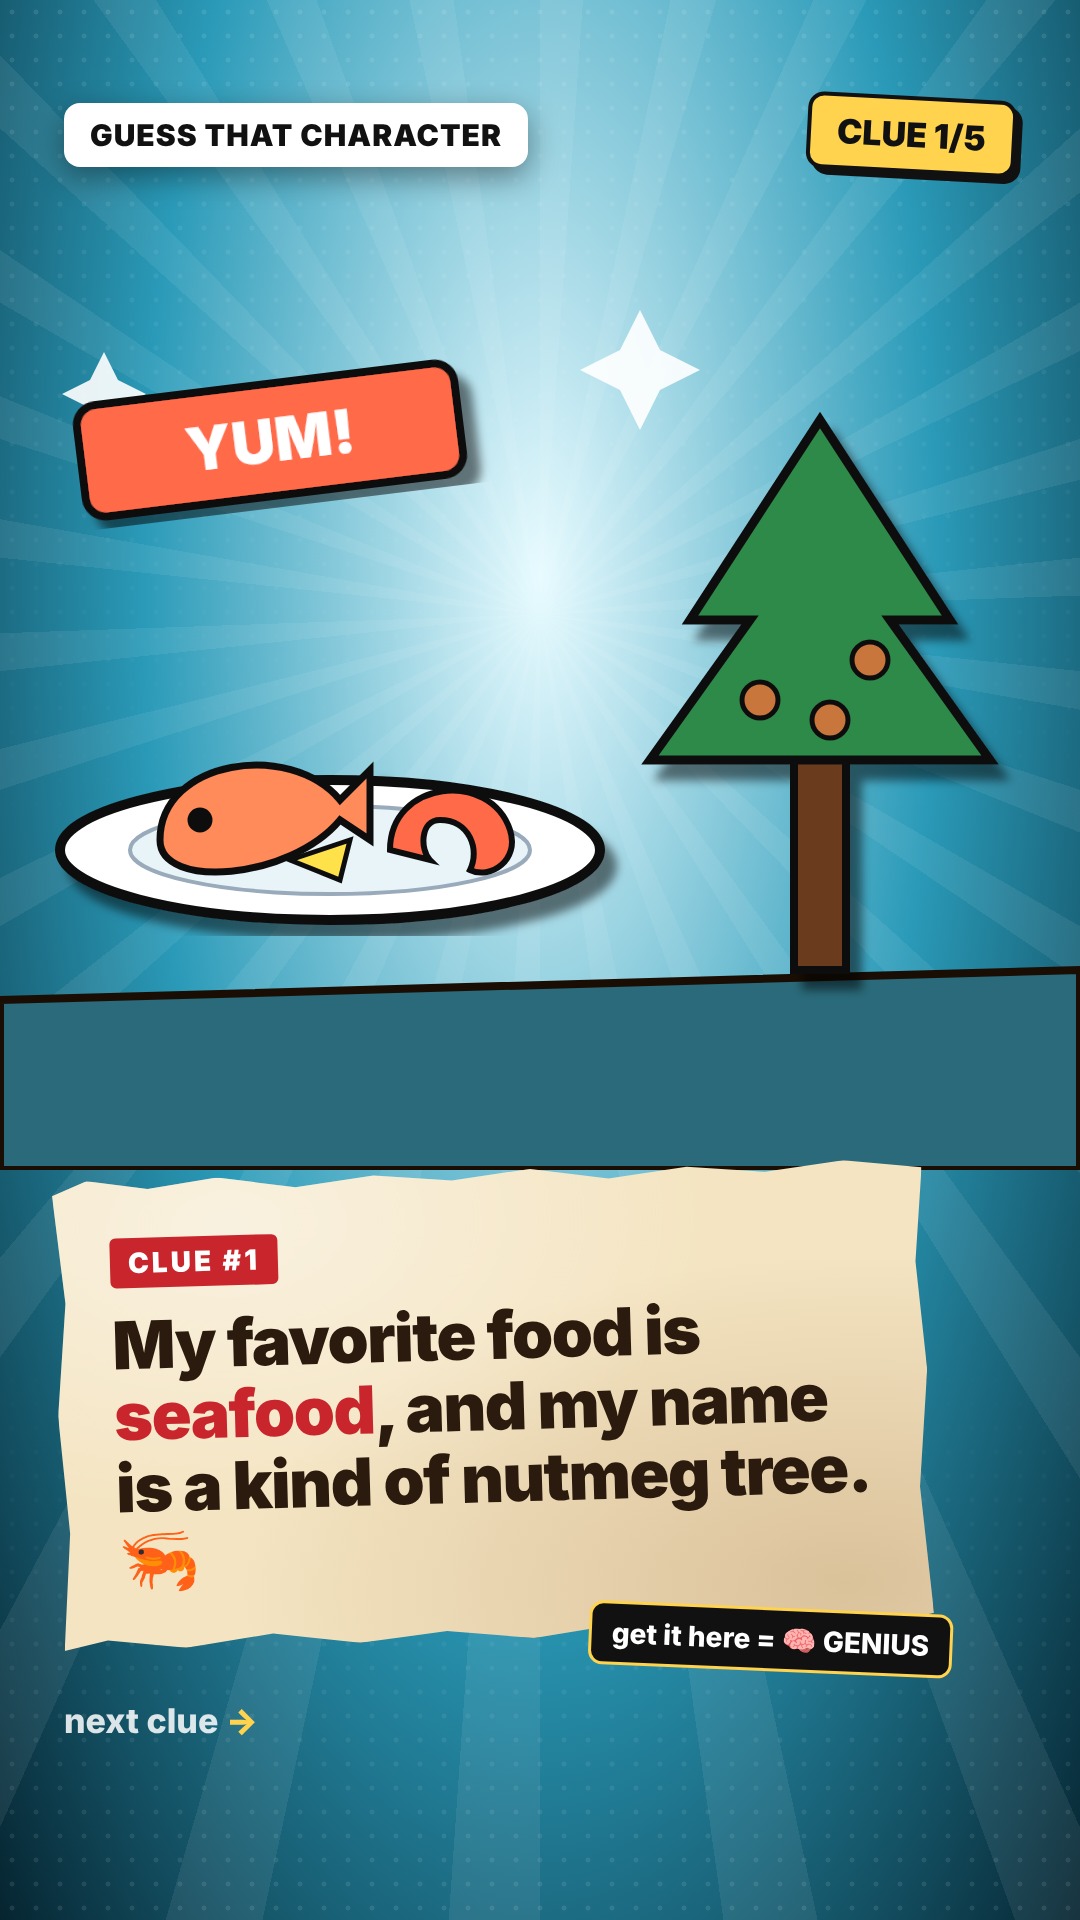 GUESS THAT CHARACTER
CLUE 1/5
YUM!
CLUE #1
My favorite food is
seafood, and my name
is a kind of nutmeg tree.
🦐
get it here = 🧠 GENIUS
next clue →